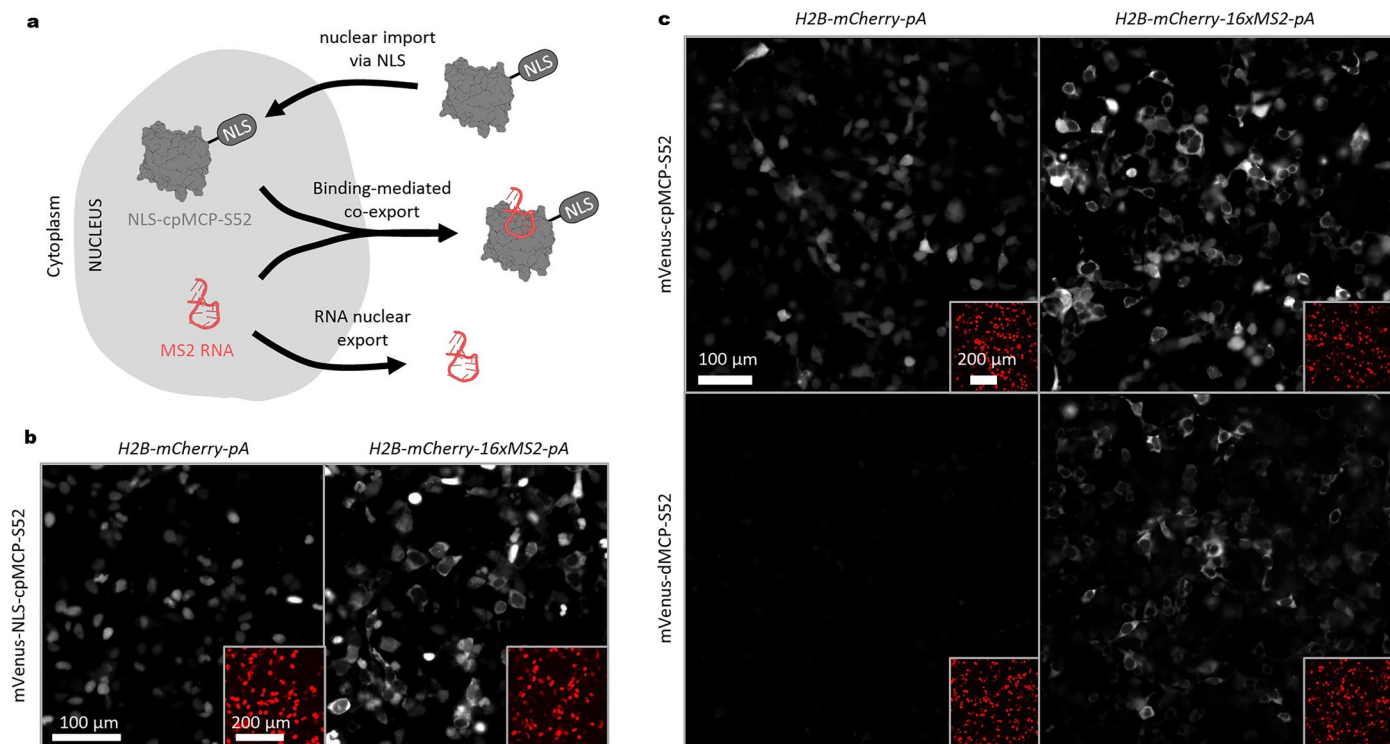 a
nuclear import
via NLS
NLS
NLS
NLS-cpMCP-S52
Binding-mediated
co-export
NLS
Cytoplasm
NUCLEUS
MS2 RNA
RNA nuclear
export
b
H2B-mCherry-pA
H2B-mCherry-16xMS2-pA
mVenus-NLS-cpMCP-S52
100 µm
200 µm
c
H2B-mCherry-pA
H2B-mCherry-16xMS2-pA
mVenus-cpMCP-S52
100 µm
200 µm
mVenus-dMCP-S52